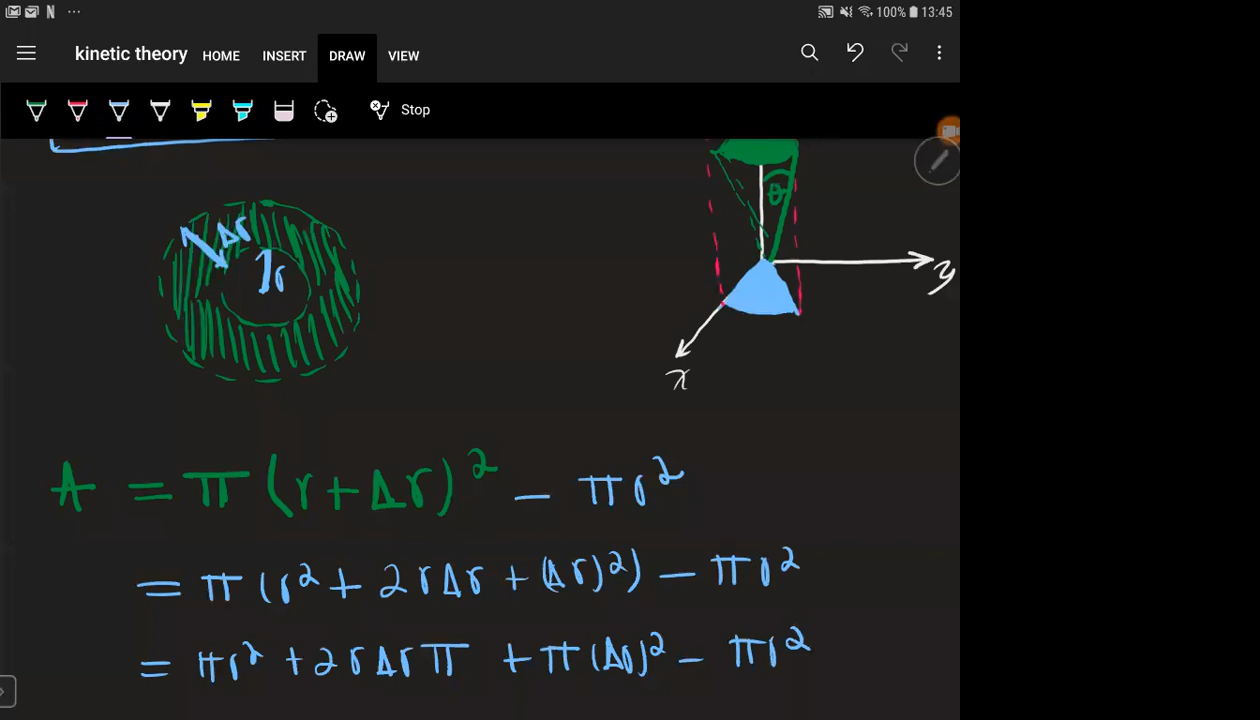 N ... 100% 13:45
kinetic theory HOME INSERT DRAW VIEW
Stop
Δr
r
θ
y
x
A = π (r + Δr)² - πr²
= π (r² + 2rΔr + (Δr)²) - πr²
= πr² + 2rΔrπ + π(Δr)² - πr²